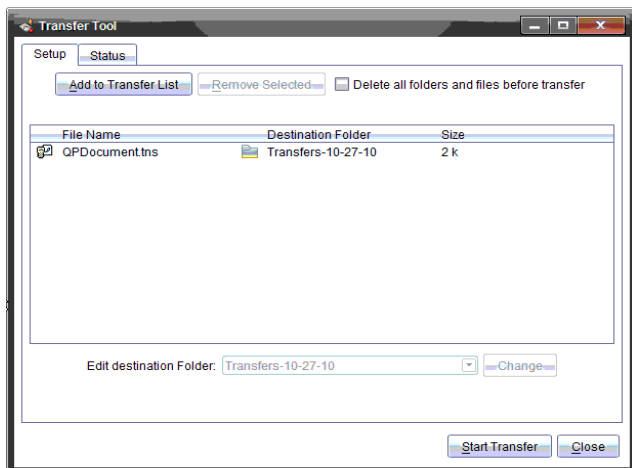 Transfer Tool
Setup Status
Add to Transfer List Remove Selected Delete all folders and files before transfer
File Name Destination Folder Size
QPDocument.tns Transfers-10-27-10 2 k
Edit destination Folder: Transfers-10-27-10 Change
Start Transfer Close